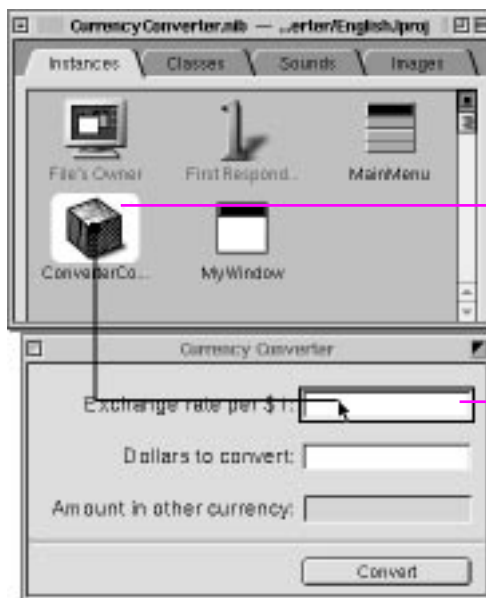 CurrencyConverter.nib — ...erter/English.lproj
Instances Classes Sounds Images
File's Owner First Respond... MainMenu
ConverterCo... MyWindow
Currency Converter
Exchange rate per $1:
Dollars to convert:
Amount in other currency:
Convert